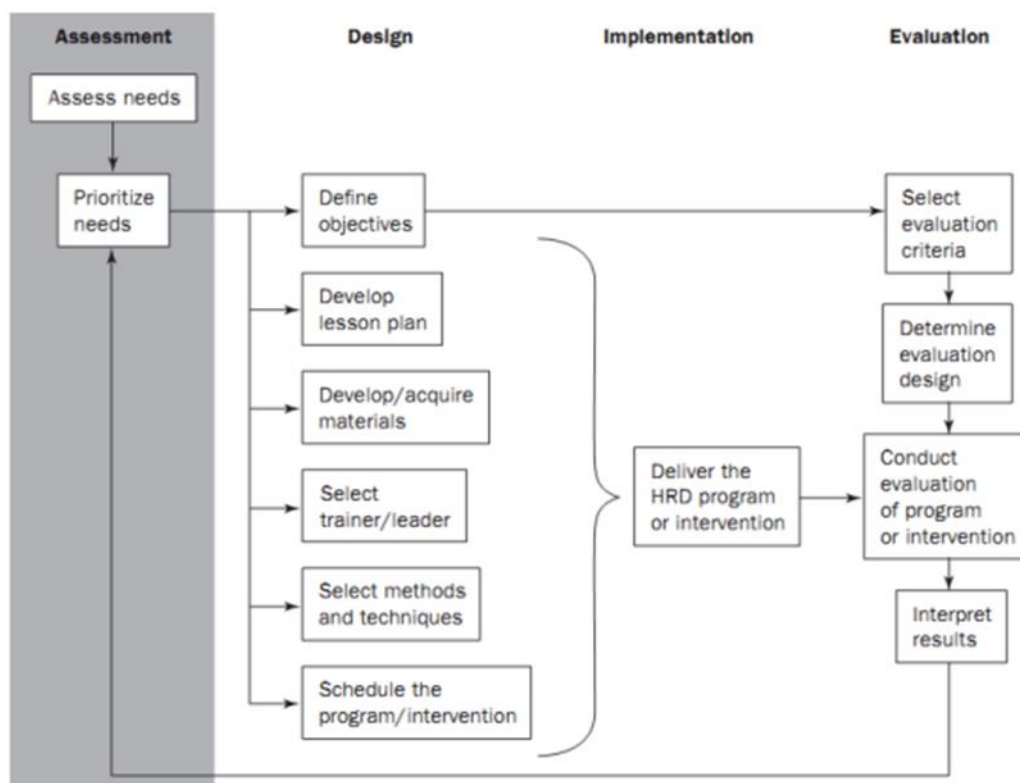 Assessment
Design
Implementation
Evaluation
Assess needs
Prioritize
needs
Define
objectives
Develop
lesson plan
Develop/acquire
materials
Select
trainer/leader
Select methods
and techniques
Schedule the
program/intervention
Deliver the
HRD program
or intervention
Select
evaluation
criteria
Determine
evaluation
design
Conduct
evaluation
of program
or intervention
Interpret
results